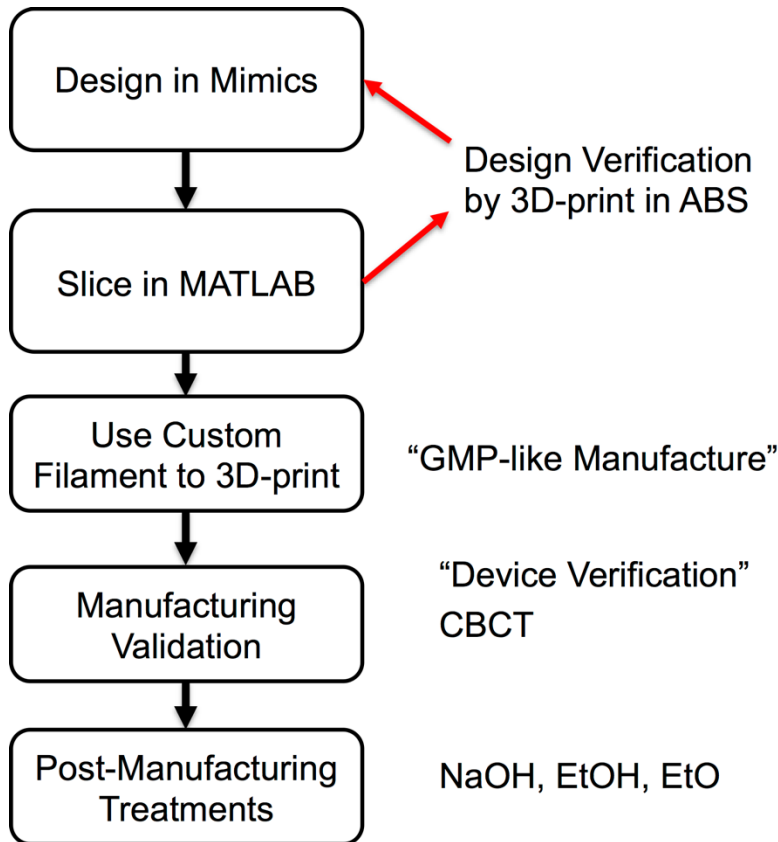 Design in Mimics
Design Verification
by 3D-print in ABS
Slice in MATLAB
Use Custom
Filament to 3D-print
“GMP-like Manufacture”
Manufacturing
Validation
“Device Verification”
CBCT
Post-Manufacturing
Treatments
NaOH, EtOH, EtO